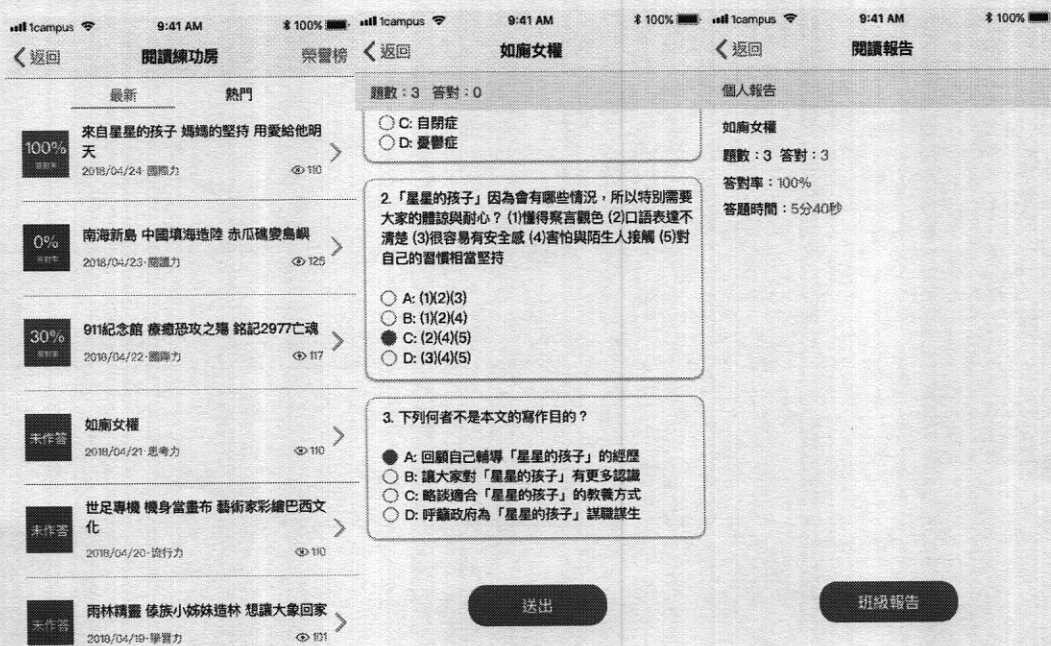 1campus 9:41 AM 100%
返回 閱讀練功房 榮譽榜
最新 熱門
100%
答對率
來自星星的孩子 媽媽的堅持 用愛給他明
天
2018/04/24·國際力 110
0%
答對率
南海新島 中國填海造陸 赤瓜礁變島嶼
2018/04/23·閱讀力 125
30%
答對率
911紀念館 療癒恐攻之殤 銘記2977亡魂
2018/04/22·國際力 117
未作答
如廁女權
2018/04/21·思考力 110
未作答
世足專機 機身當畫布 藝術家彩繪巴西文
化
2018/04/20·流行力 110
未作答
雨林精靈 傣族小姊妹造林 想讓大象回家
2018/04/19·學習力 101
1campus 9:41 AM 100%
返回 如廁女權
題數：3 答對：0
C: 自閉症
D: 憂鬱症
2.「星星的孩子」因為會有哪些情況，所以特別需要
大家的體諒與耐心？(1)懂得察言觀色 (2)口語表達不
清楚 (3)很容易有安全感 (4)害怕與陌生人接觸 (5)對
自己的習慣相當堅持
A: (1)(2)(3)
B: (1)(2)(4)
C: (2)(4)(5)
D: (3)(4)(5)
3. 下列何者不是本文的寫作目的？
A: 回顧自己輔導「星星的孩子」的經歷
B: 讓大家對「星星的孩子」有更多認識
C: 略談適合「星星的孩子」的教養方式
D: 呼籲政府為「星星的孩子」謀職謀生
送出
1campus 9:41 AM 100%
返回 閱讀報告
個人報告
如廁女權
題數：3 答對：3
答對率：100%
答題時間：5分40秒
班級報告